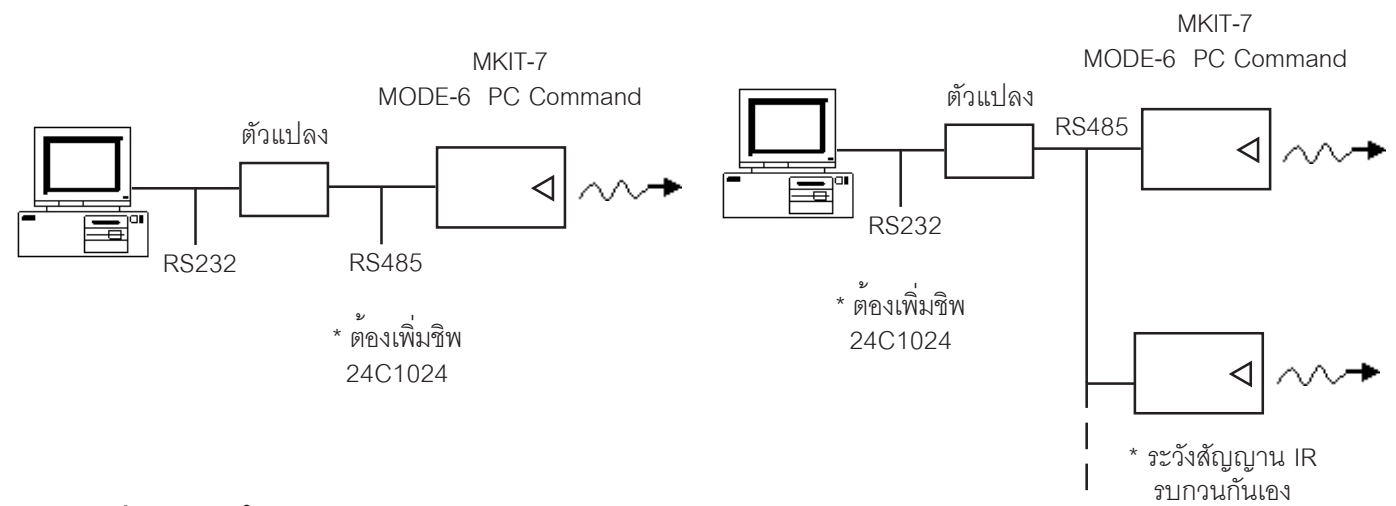 MKIT-7
MODE-6 PC Command
ตัวแปลง
RS232
RS485
* ต้องเพิ่มชิพ
24C1024
MKIT-7
MODE-6 PC Command
ตัวแปลง
RS485
RS232
* ต้องเพิ่มชิพ
24C1024
* ระวังสัญญาน IR
รบกวนกันเอง